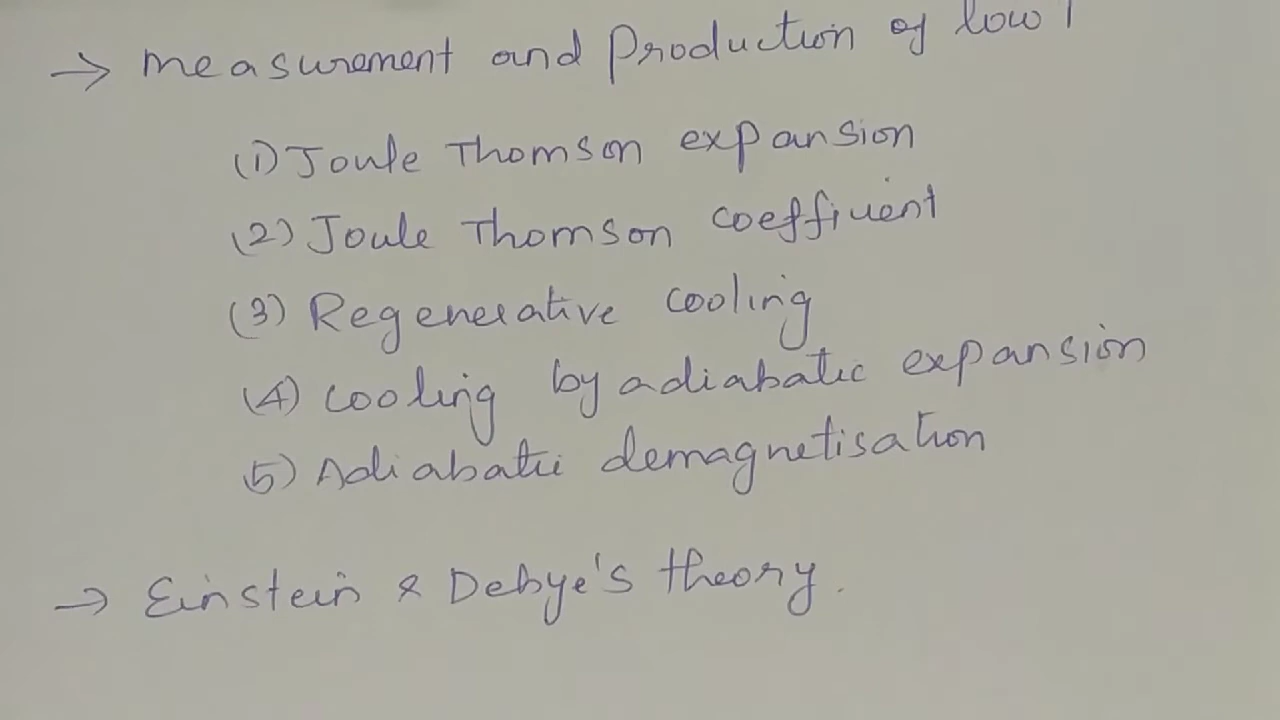 → measurement and Production of low
(1) Joule Thomson expansion
(2) Joule Thomson coefficient
(3) Regenerative cooling
(4) cooling by adiabatic expansion
(5) Adiabatic demagnetisation
→ Einstein & Debye's theory.